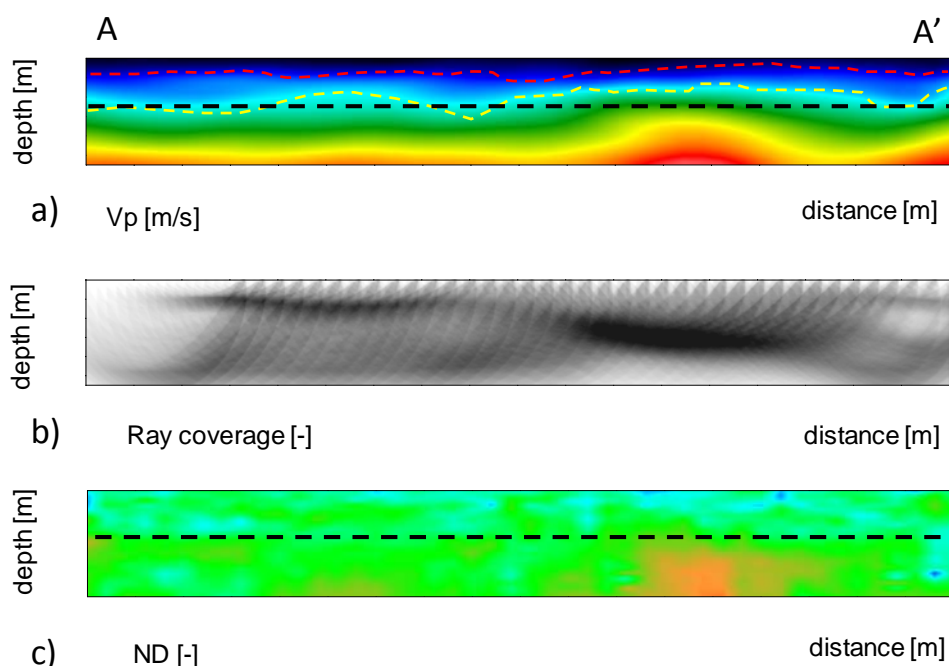 A A’
depth [m]
a) Vp [m/s] distance [m]
depth [m]
b) Ray coverage [-] distance [m]
depth [m]
c) ND [-] distance [m]